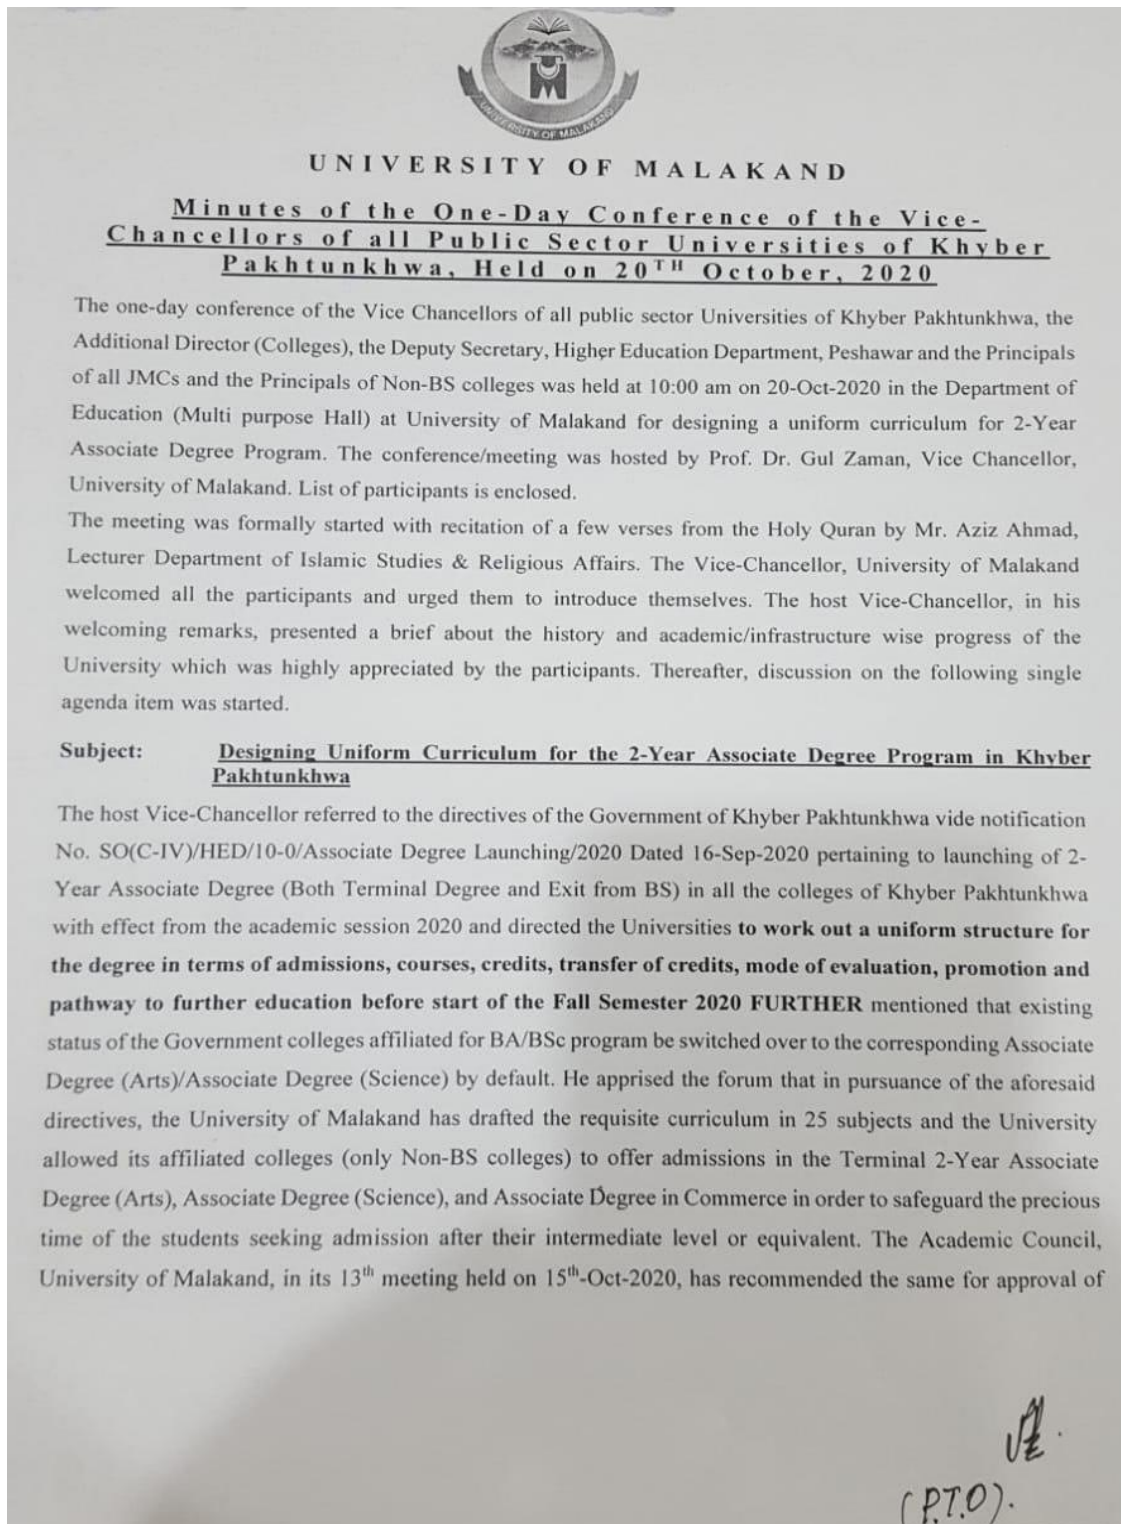 UNIVERSITY OF MALAKAND
UNIVERSITY OF MALAKAND
Minutes of the One-Day Conference of the Vice-
Chancellors of all Public Sector Universities of Khyber
Pakhtunkhwa, Held on 20TH October, 2020
The one-day conference of the Vice Chancellors of all public sector Universities of Khyber Pakhtunkhwa, the
Additional Director (Colleges), the Deputy Secretary, Higher Education Department, Peshawar and the Principals
of all JMCs and the Principals of Non-BS colleges was held at 10:00 am on 20-Oct-2020 in the Department of
Education (Multi purpose Hall) at University of Malakand for designing a uniform curriculum for 2-Year
Associate Degree Program. The conference/meeting was hosted by Prof. Dr. Gul Zaman, Vice Chancellor,
University of Malakand. List of participants is enclosed.
The meeting was formally started with recitation of a few verses from the Holy Quran by Mr. Aziz Ahmad,
Lecturer Department of Islamic Studies & Religious Affairs. The Vice-Chancellor, University of Malakand
welcomed all the participants and urged them to introduce themselves. The host Vice-Chancellor, in his
welcoming remarks, presented a brief about the history and academic/infrastructure wise progress of the
University which was highly appreciated by the participants. Thereafter, discussion on the following single
agenda item was started.
Subject: Designing Uniform Curriculum for the 2-Year Associate Degree Program in Khyber
Pakhtunkhwa
The host Vice-Chancellor referred to the directives of the Government of Khyber Pakhtunkhwa vide notification
No. SO(C-IV)/HED/10-0/Associate Degree Launching/2020 Dated 16-Sep-2020 pertaining to launching of 2-
Year Associate Degree (Both Terminal Degree and Exit from BS) in all the colleges of Khyber Pakhtunkhwa
with effect from the academic session 2020 and directed the Universities to work out a uniform structure for
the degree in terms of admissions, courses, credits, transfer of credits, mode of evaluation, promotion and
pathway to further education before start of the Fall Semester 2020 FURTHER mentioned that existing
status of the Government colleges affiliated for BA/BSc program be switched over to the corresponding Associate
Degree (Arts)/Associate Degree (Science) by default. He apprised the forum that in pursuance of the aforesaid
directives, the University of Malakand has drafted the requisite curriculum in 25 subjects and the University
allowed its affiliated colleges (only Non-BS colleges) to offer admissions in the Terminal 2-Year Associate
Degree (Arts), Associate Degree (Science), and Associate Degree in Commerce in order to safeguard the precious
time of the students seeking admission after their intermediate level or equivalent. The Academic Council,
University of Malakand, in its 13th meeting held on 15th-Oct-2020, has recommended the same for approval of
(P.T.O).